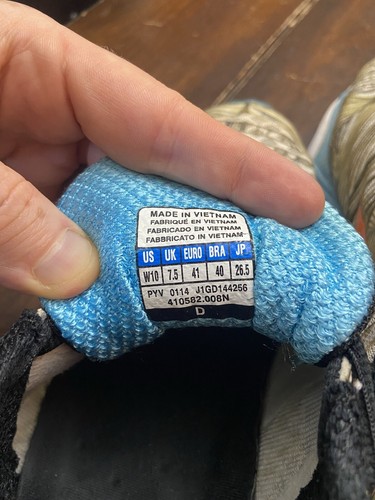 MADE IN VIETNAM
FABRIQUÉ EN VIETNAM
FABRICADO EN VIETNAM
FABBRICATO IN VIETNAM
US UK EURO BRA JP
W10 7.5 41 40 26.5
PYV 0114 J1GD144256
410582.008N
D